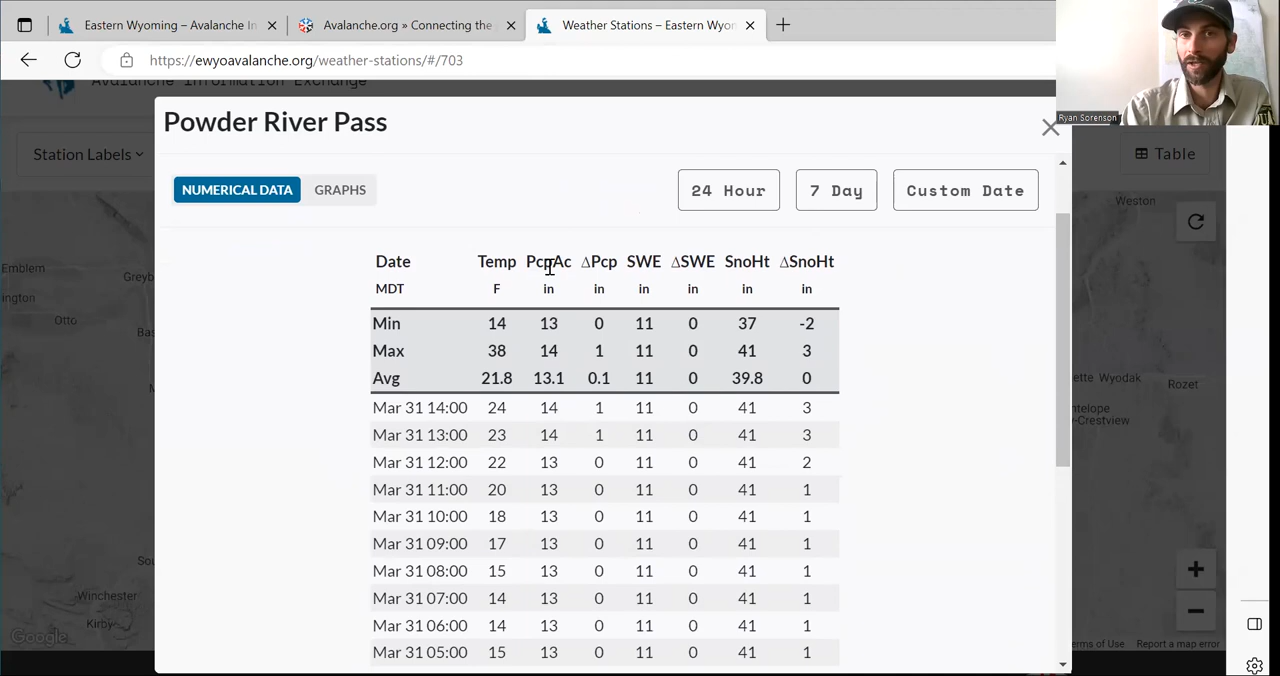 Eastern Wyoming – Avalanche In
Avalanche.org » Connecting the
Weather Stations – Eastern Wyon
https://ewyoavalanche.org/weather-stations/#/703
Avalanche Information Exchange
Ryan Sorenson
Powder River Pass
Station Labels
Table
NUMERICAL DATA GRAPHS
24 Hour 7 Day Custom Date
Date Temp PcpAc ΔPcp SWE ΔSWE SnoHt ΔSnoHt
MDT F in in in in in in
Min 14 13 0 11 0 37 -2
Max 38 14 1 11 0 41 3
Avg 21.8 13.1 0.1 11 0 39.8 0
Mar 31 14:00 24 14 1 11 0 41 3
Mar 31 13:00 23 14 1 11 0 41 3
Mar 31 12:00 22 13 0 11 0 41 2
Mar 31 11:00 20 13 0 11 0 41 1
Mar 31 10:00 18 13 0 11 0 41 1
Mar 31 09:00 17 13 0 11 0 41 1
Mar 31 08:00 15 13 0 11 0 41 1
Mar 31 07:00 14 13 0 11 0 41 1
Mar 31 06:00 14 13 0 11 0 41 1
Mar 31 05:00 15 13 0 11 0 41 1
Emblem
Greyb
ington
Otto
Bas
Winchester
Kirby
Google
Weston
ette Wyodak
Rozet
ntelope
y-Crestview
erms of Use Report a map error